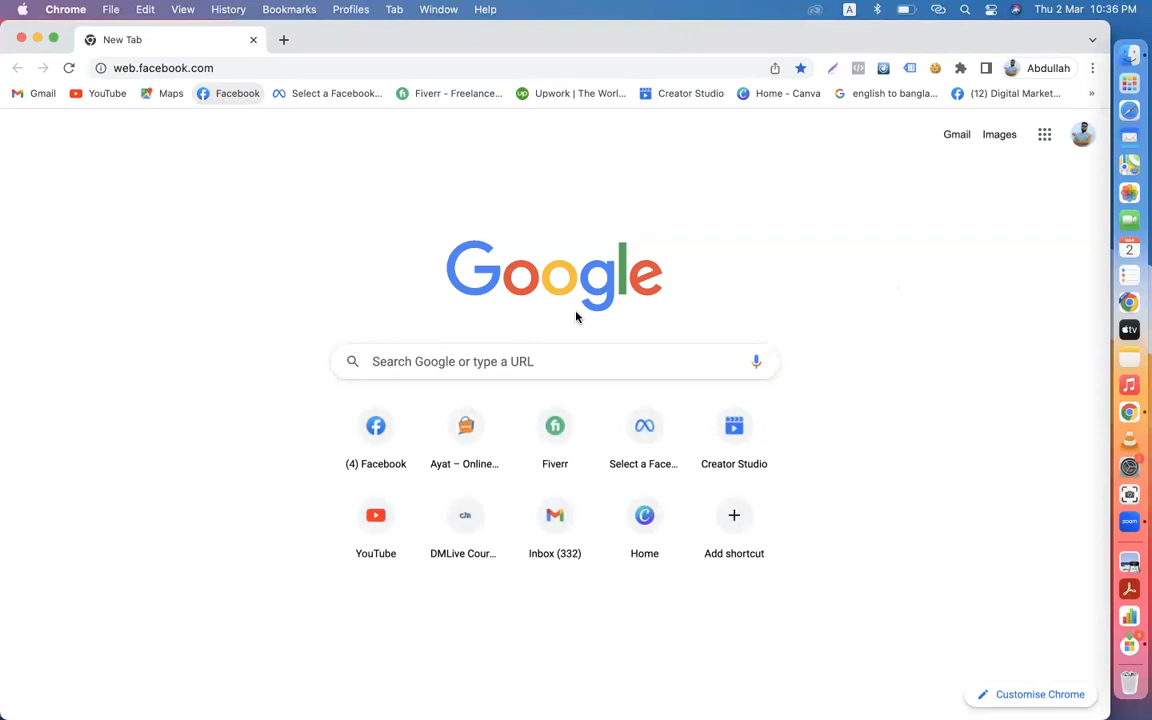 Chrome File Edit View History Bookmarks Profiles Tab Window Help A Thu 2 Mar 10:36 PM
New Tab
web.facebook.com Abdullah
Gmail YouTube Maps Facebook Select a Facebook... Fiverr - Freelance... Upwork | The Worl... Creator Studio Home - Canva english to bangla... (12) Digital Market... »
Gmail Images
Google
Search Google or type a URL
(4) Facebook Ayat – Online... Fiverr Select a Face... Creator Studio
YouTube DMLive Cour... Inbox (332) Home Add shortcut
Customise Chrome
2
tv
zoom